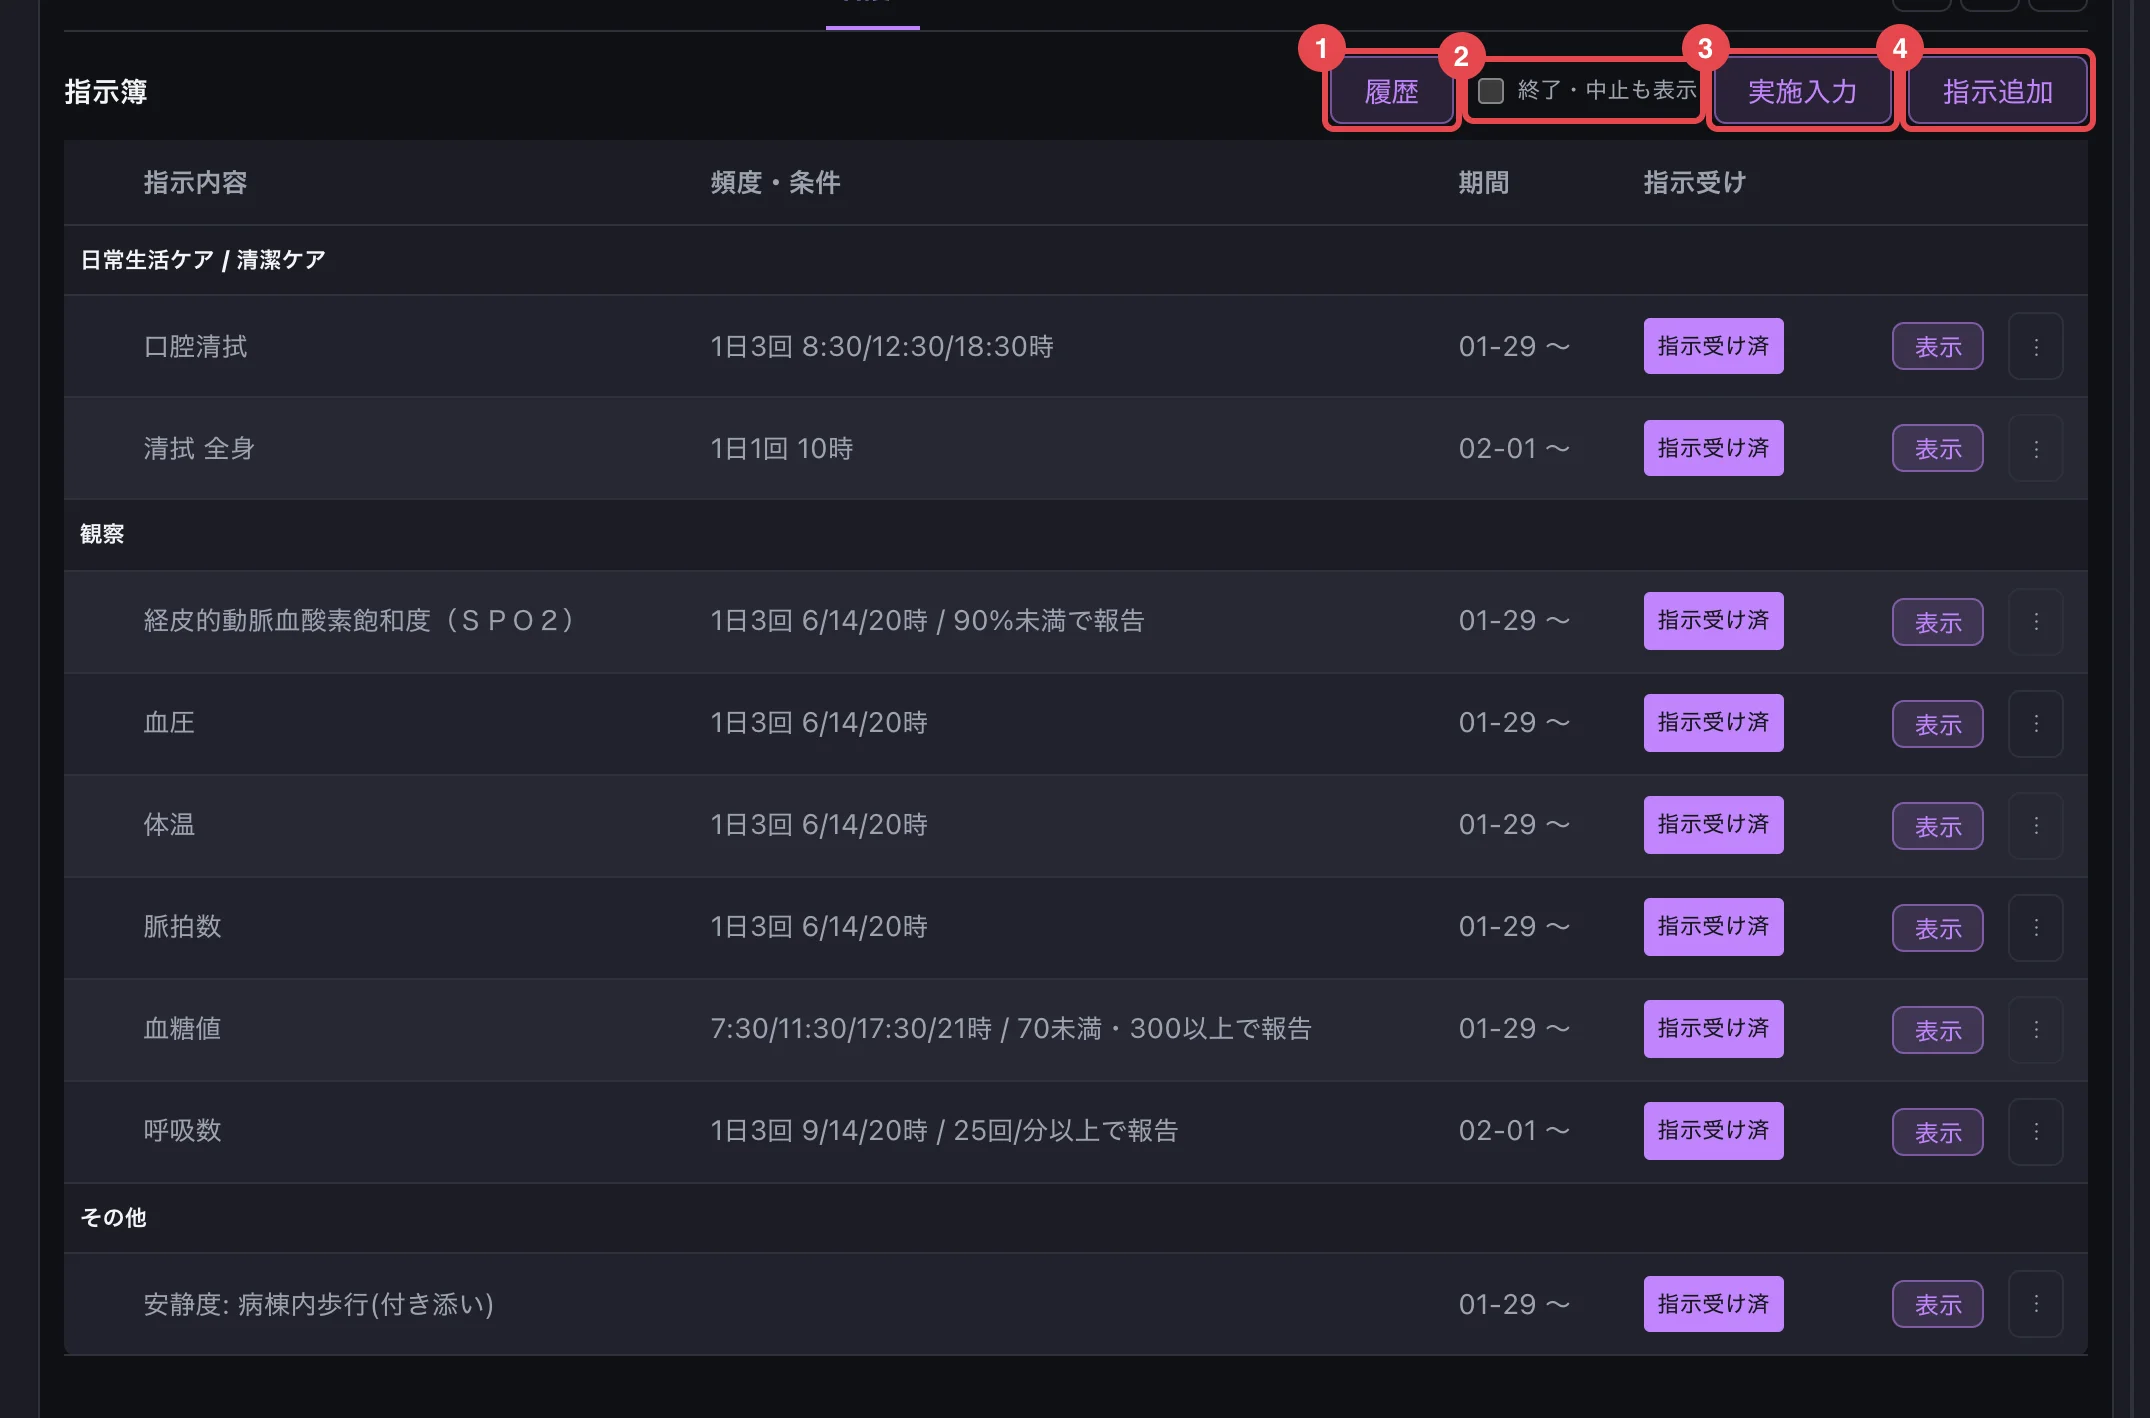 1 2 3 4
指示簿 履歴 終了・中止も表示 実施入力 指示追加
指示内容 頻度・条件 期間 指示受け
日常生活ケア / 清潔ケア
口腔清拭 1日3回 8:30/12:30/18:30時 01-29 〜 指示受け済 表示
清拭 全身 1日1回 10時 02-01 〜 指示受け済 表示
観察
経皮的動脈血酸素飽和度（ＳＰＯ２） 1日3回 6/14/20時 / 90%未満で報告 01-29 〜 指示受け済 表示
血圧 1日3回 6/14/20時 01-29 〜 指示受け済 表示
体温 1日3回 6/14/20時 01-29 〜 指示受け済 表示
脈拍数 1日3回 6/14/20時 01-29 〜 指示受け済 表示
血糖値 7:30/11:30/17:30/21時 / 70未満・300以上で報告 01-29 〜 指示受け済 表示
呼吸数 1日3回 9/14/20時 / 25回/分以上で報告 02-01 〜 指示受け済 表示
その他
安静度: 病棟内歩行(付き添い) 01-29 〜 指示受け済 表示